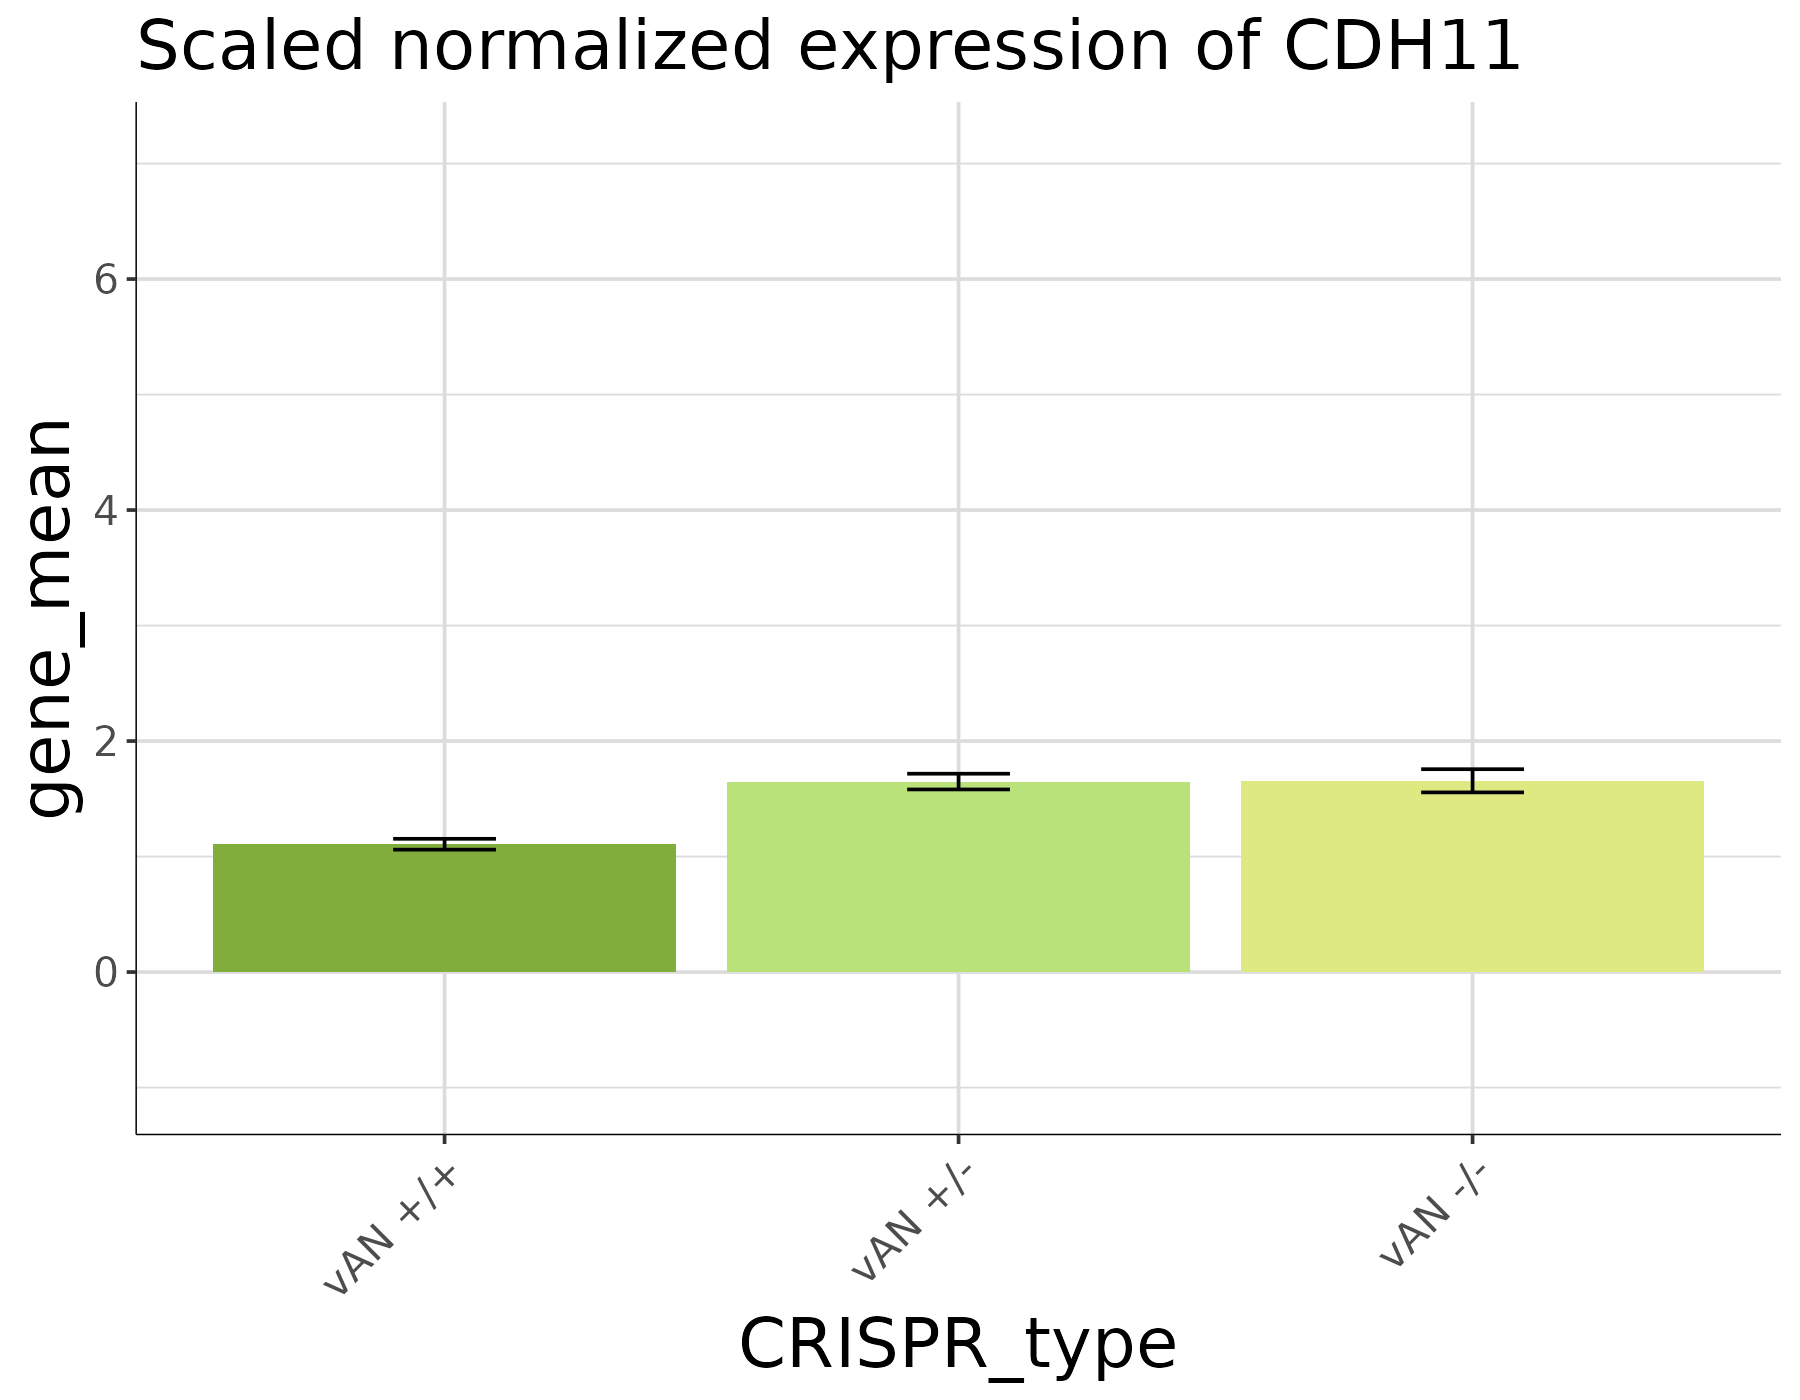 Scaled normalized expression of CDH11
gene_mean
6
4
2
0
vAN +/+
vAN +/-
vAN -/-
CRISPR_type